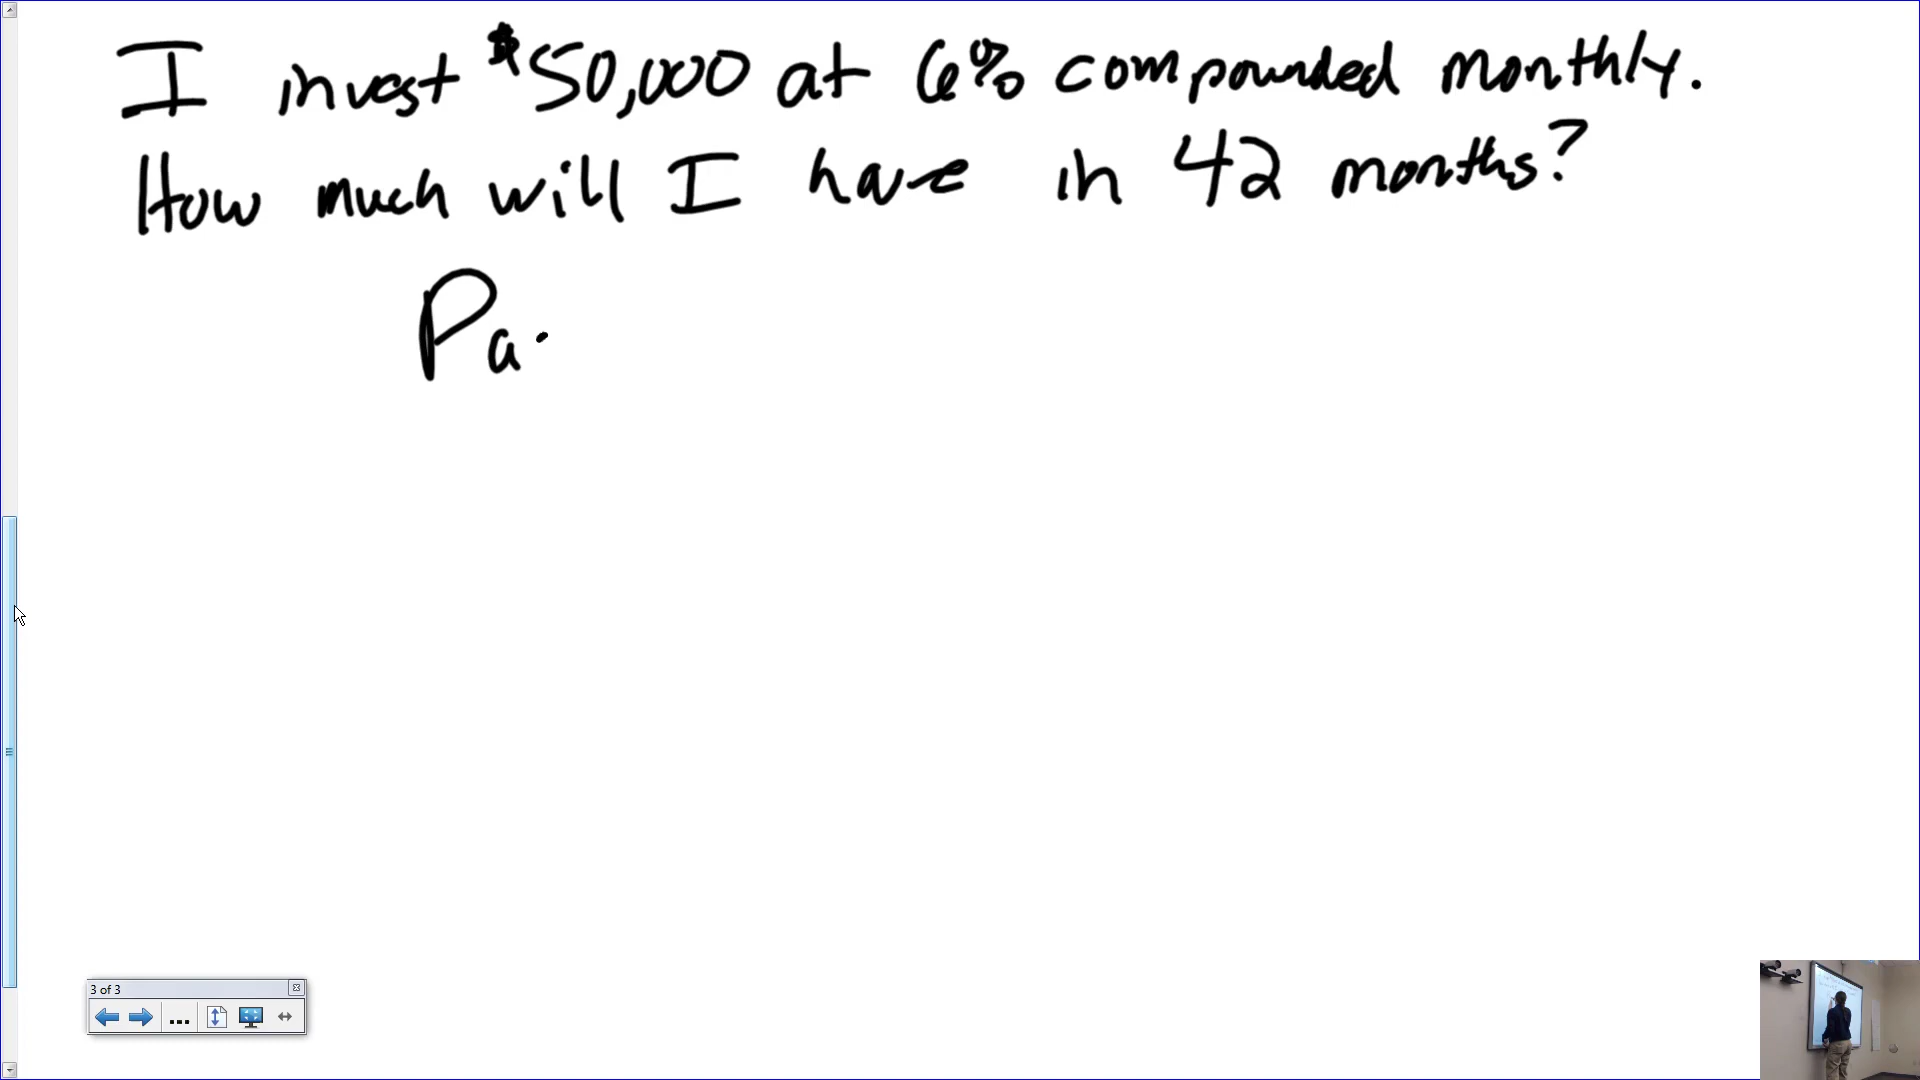 I invest $50,000 at 6% compounded monthly.
How much will I have in 42 months?
Pa.
3 of 3
...